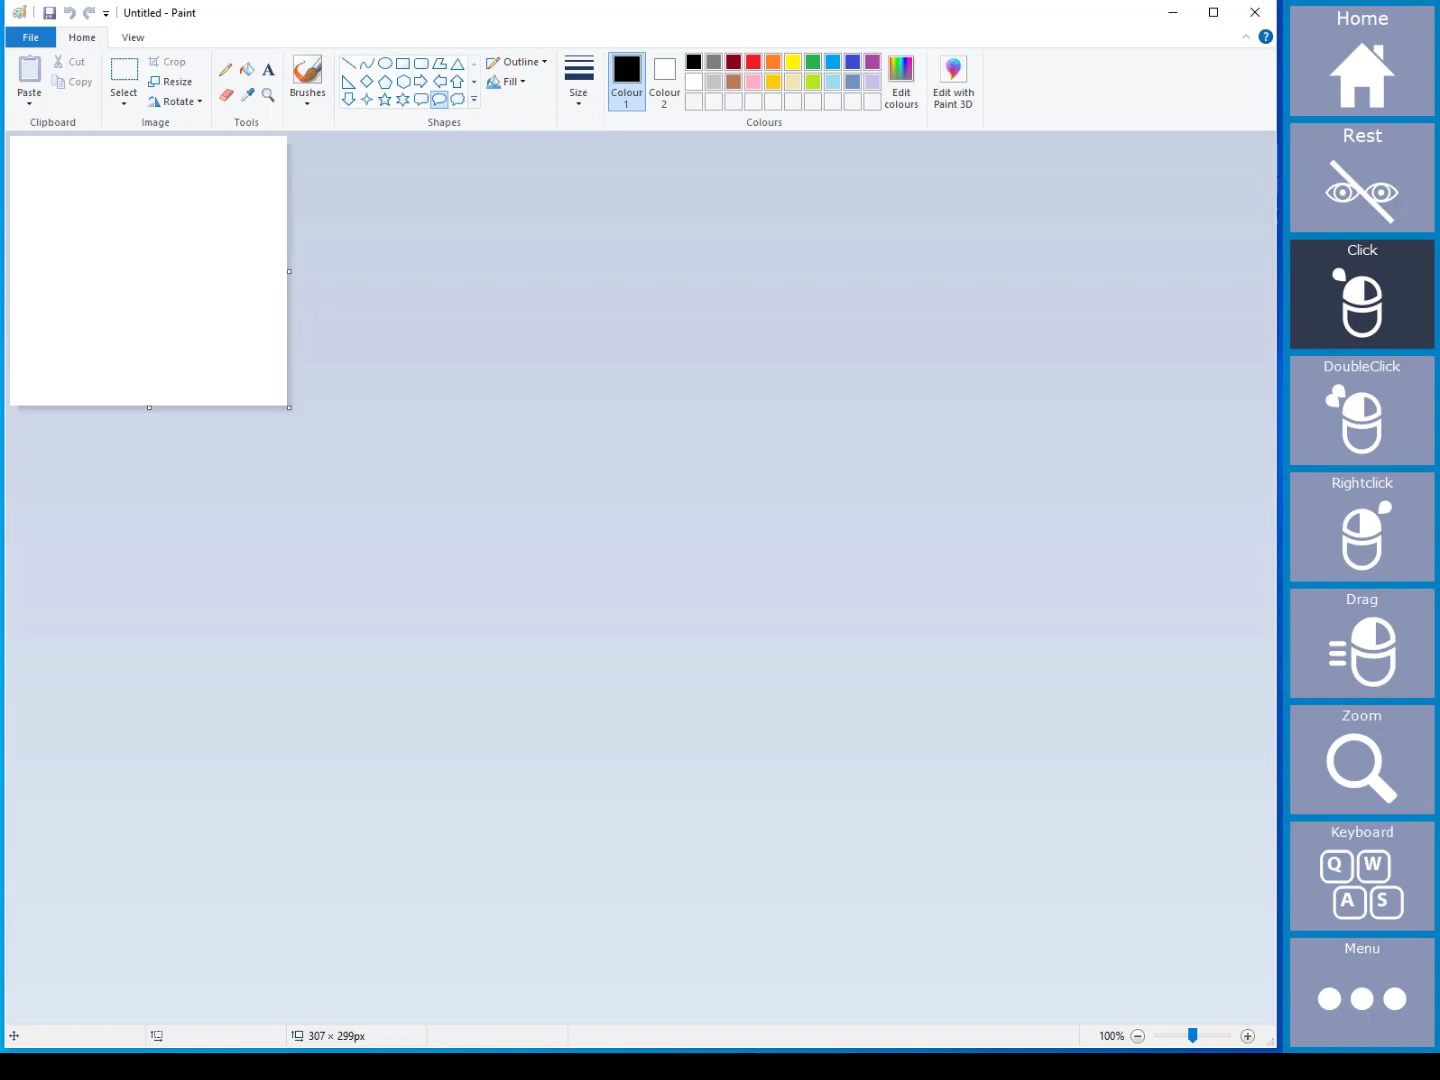 Untitled - Paint
File
Home
View
Paste
Cut
Copy
Clipboard
Select
Crop
Resize
Rotate
Image
A
Tools
Brushes
Outline
Fill
Shapes
Size
Colour
1
Colour
2
Edit
colours
Colours
Edit with
Paint 3D
?
307 × 299px
100%
Home
Rest
Click
DoubleClick
Rightclick
Drag
Zoom
Keyboard
Q W
A S
Menu